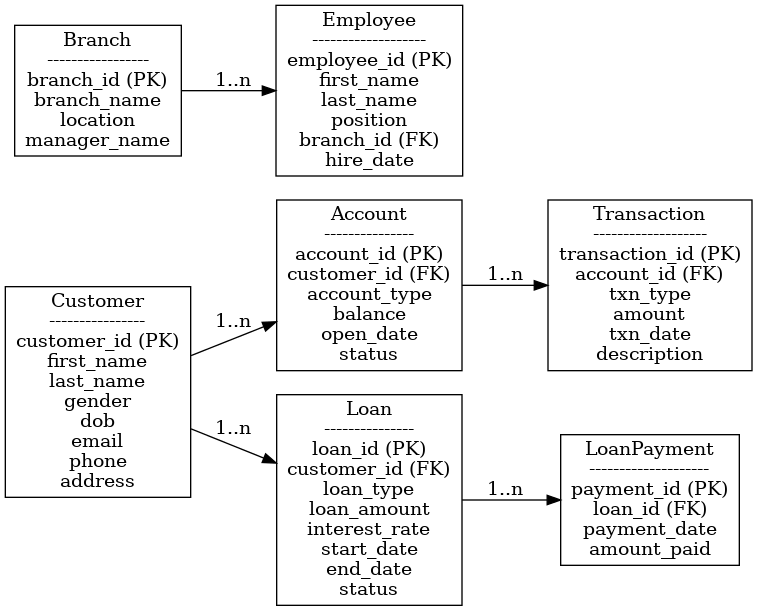 Branch
-----------------
branch_id (PK)
branch_name
location
manager_name
1..n
Employee
-------------------
employee_id (PK)
first_name
last_name
position
branch_id (FK)
hire_date
Customer
----------------
customer_id (PK)
first_name
last_name
gender
dob
email
phone
address
1..n
1..n
Account
---------------
account_id (PK)
customer_id (FK)
account_type
balance
open_date
status
1..n
Transaction
-------------------
transaction_id (PK)
account_id (FK)
txn_type
amount
txn_date
description
Loan
---------------
loan_id (PK)
customer_id (FK)
loan_type
loan_amount
interest_rate
start_date
end_date
status
1..n
LoanPayment
--------------------
payment_id (PK)
loan_id (FK)
payment_date
amount_paid